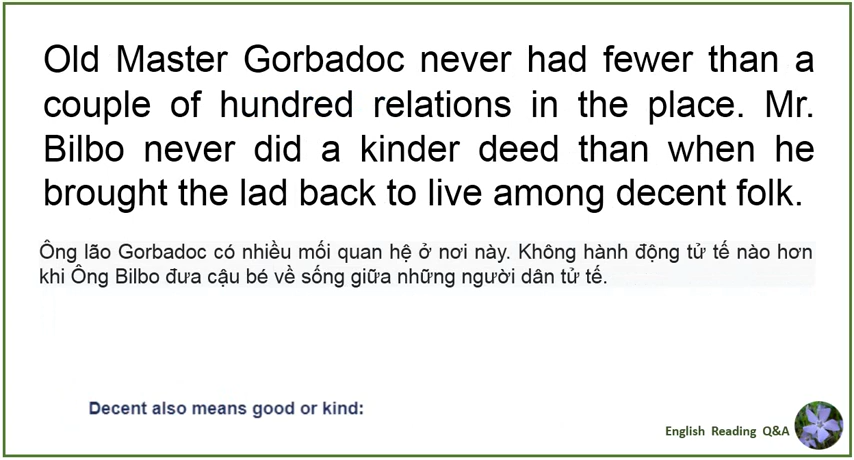 Old Master Gorbadoc never had fewer than a
couple of hundred relations in the place. Mr.
Bilbo never did a kinder deed than when he
brought the lad back to live among decent folk.
Ông lão Gorbadoc có nhiều mối quan hệ ở nơi này. Không hành động tử tế nào hơn
khi Ông Bilbo đưa cậu bé về sống giữa những người dân tử tế.
Decent also means good or kind:
English Reading Q&A